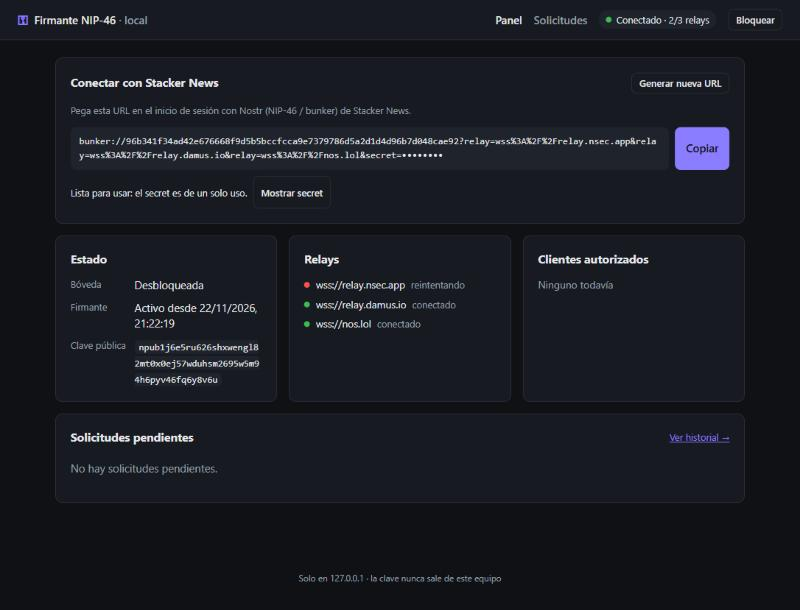 Firmante NIP-46 · local
Panel
Solicitudes
Conectado · 2/3 relays
Bloquear
Conectar con Stacker News
Generar nueva URL
Pega esta URL en el inicio de sesión con Nostr (NIP-46 / bunker) de Stacker News.
bunker://96b341f34ad42e676668f9d5b5bccfcca9e7379786d5a2d1d4d96b7d048cae92?relay=wss%3A%2F%2Frelay.nsec.app&rela
y=wss%3A%2F%2Frelay.damus.io&relay=wss%3A%2F%2Fnos.lol&secret=••••••••
Copiar
Lista para usar: el secret es de un solo uso.
Mostrar secret
Estado
Bóveda
Desbloqueada
Firmante
Activo desde 22/11/2026,
21:22:19
Clave pública
npub1j6e5ru626shxwengl8
2mt0x0ej57wduhsm2695w5m9
4h6pyv46fq6y8v6u
Relays
wss://relay.nsec.app reintentando
wss://relay.damus.io conectado
wss://nos.lol conectado
Clientes autorizados
Ninguno todavía
Solicitudes pendientes
Ver historial →
No hay solicitudes pendientes.
Solo en 127.0.0.1 · la clave nunca sale de este equipo